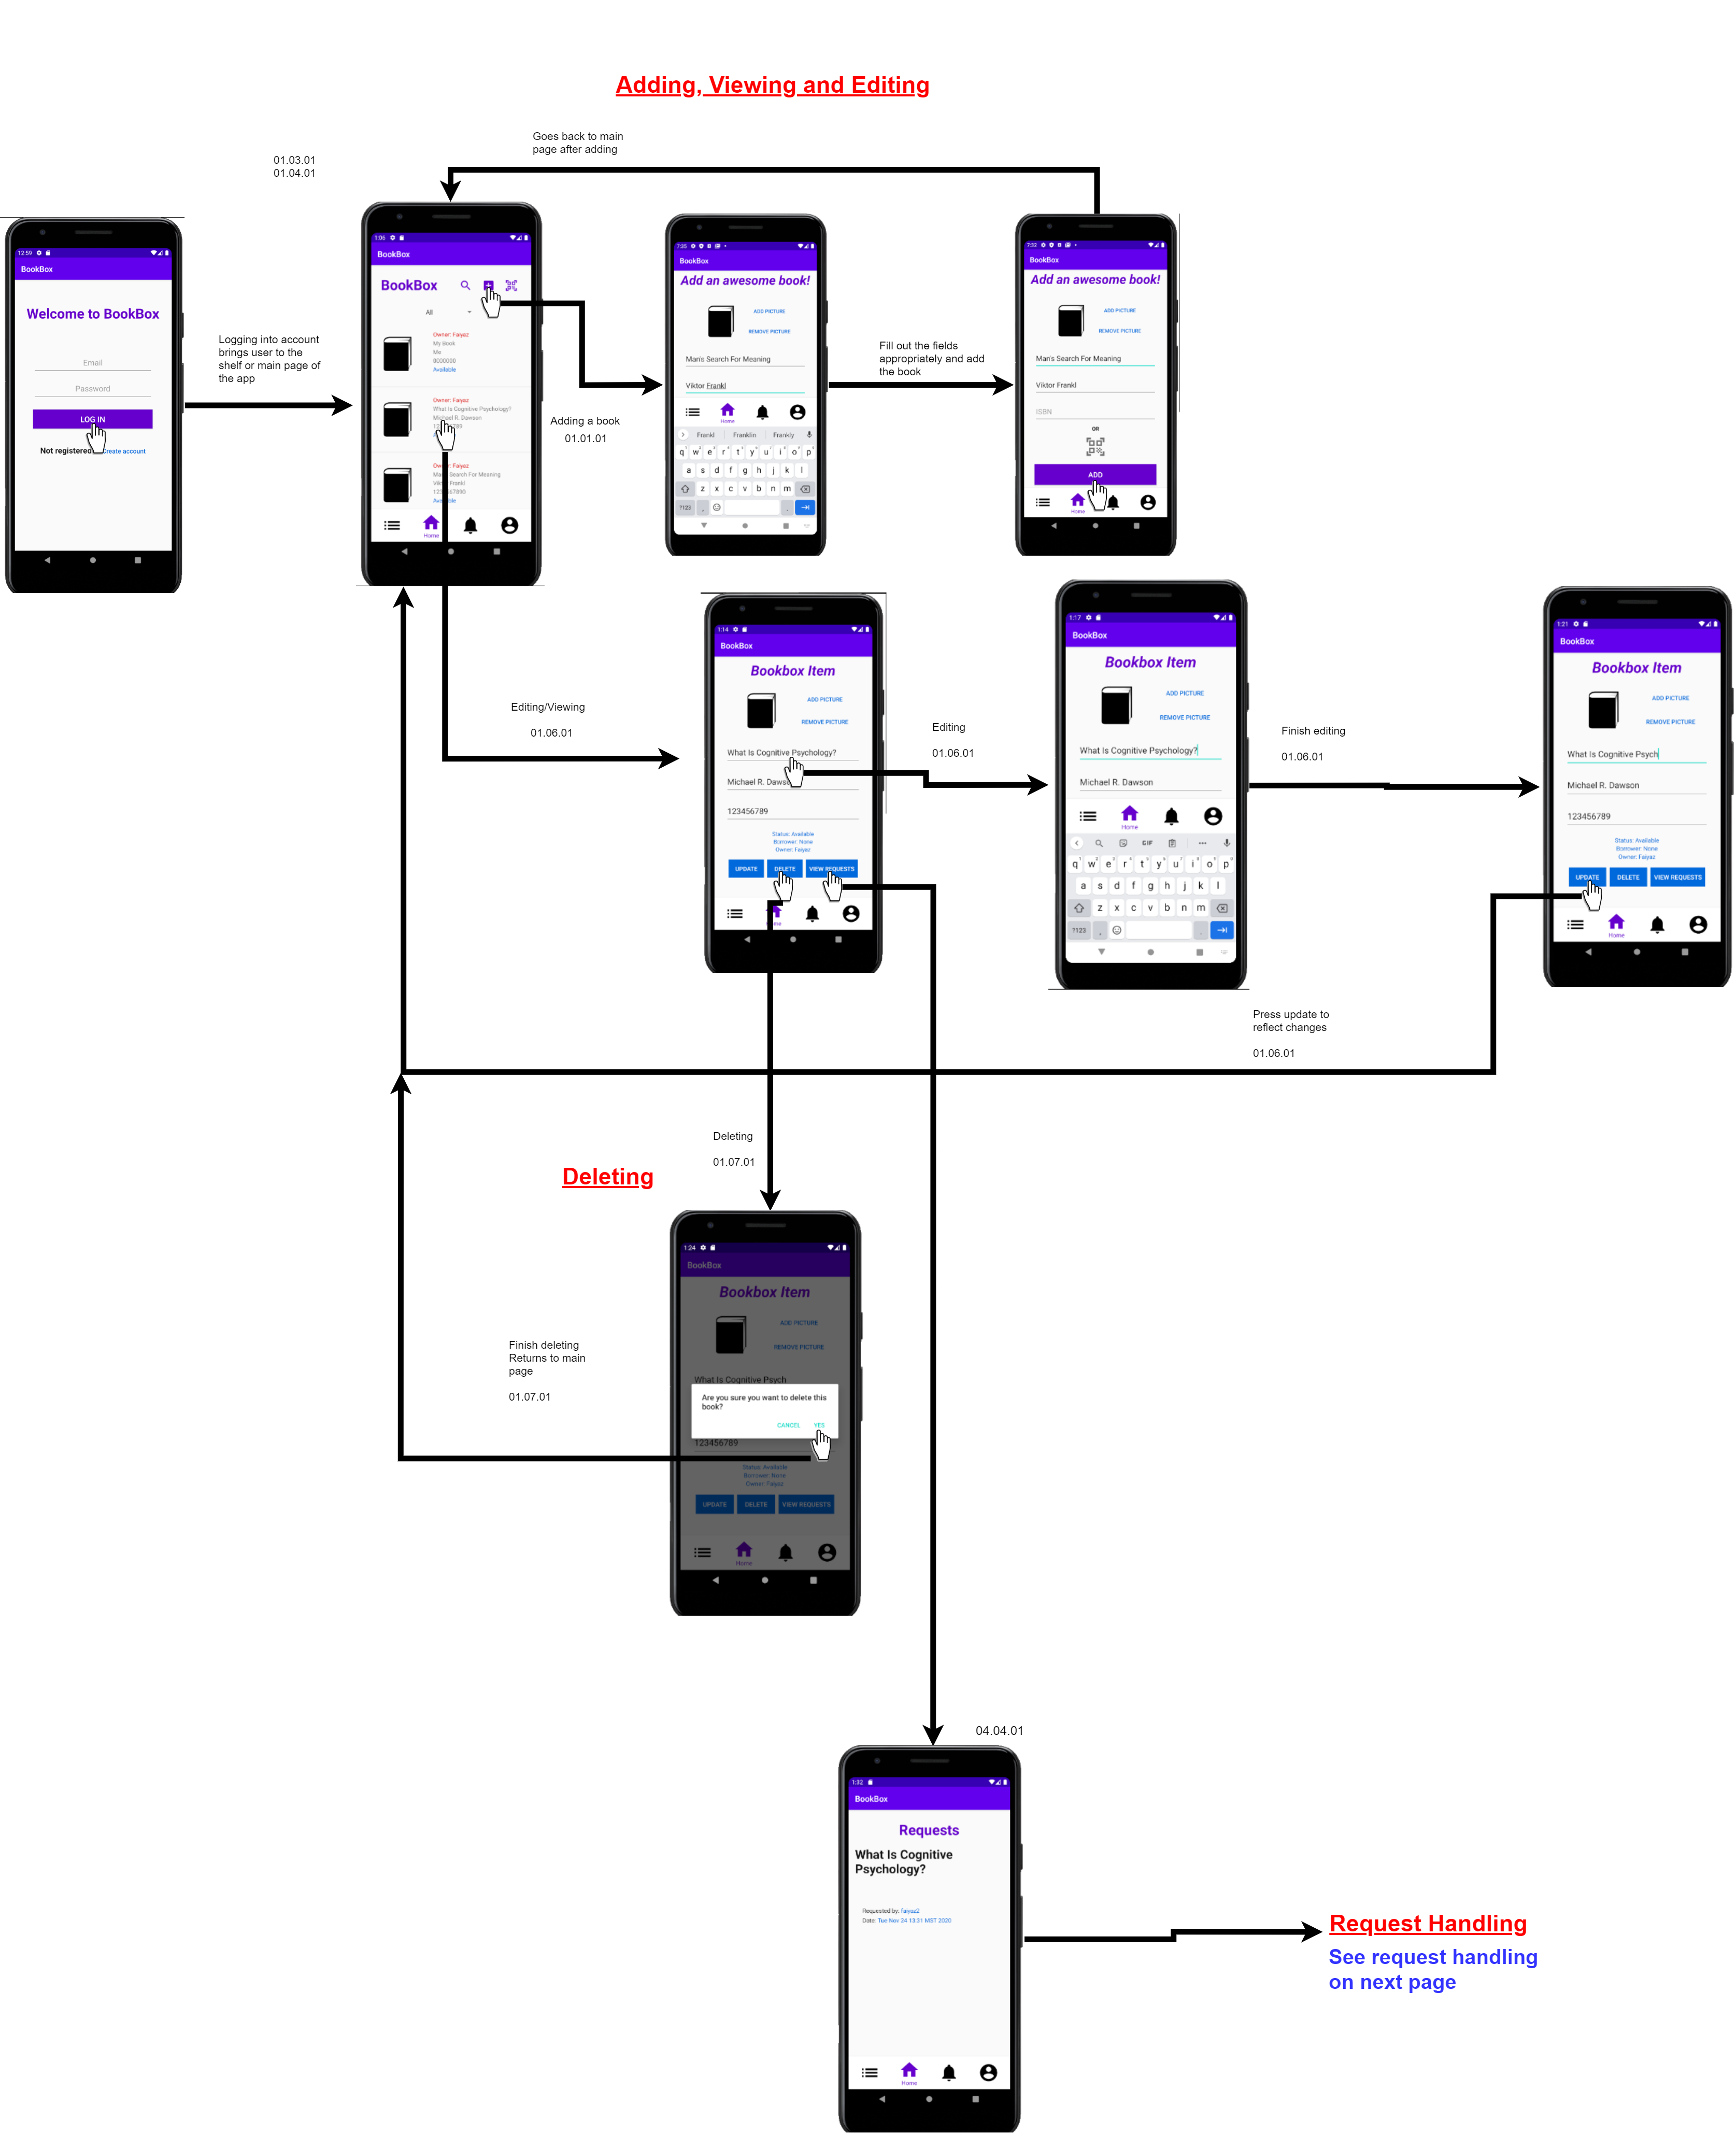 Adding, Viewing and Editing
Goes back to main
page after adding
01.03.01
01.04.01
12:59
BookBox
Welcome to BookBox
Email
Password
LOG IN
Not registered
Create account
Logging into account
brings user to the
shelf or main page of
the app
1:06
BookBox
BookBox
All
Owner: Faiyaz
My Book
Me
Available
Owner: Faiyaz
What Is Cognitive Psychology?
Michael R. Dawson
Faiyaz
Search For Meaning
Home
Adding a book
01.01.01
7:35
BookBox
Add an awesome book!
ADD PICTURE
REMOVE PICTURE
Man's Search For Meaning
Viktor Frankl
Home
Frankl Franklin Frankly
q w e r t y u i o p
a s d f g h j k l
z x c v b n m
?123 , .
Fill out the fields
appropriately and add
the book
7:32
BookBox
Add an awesome book!
ADD PICTURE
REMOVE PICTURE
Man's Search For Meaning
Viktor Frankl
ISBN
OR
ADD
Home
Editing/Viewing
01.06.01
1:14
BookBox
Bookbox Item
ADD PICTURE
REMOVE PICTURE
What Is Cognitive Psychology?
Michael R.
123456789
Status: Available
Borrower: None
Owner: Faiyaz
UPDATE DELETE VIEW REQUESTS
Editing
01.06.01
1:17
BookBox
Bookbox Item
ADD PICTURE
REMOVE PICTURE
What Is Cognitive Psychology?
Michael R. Dawson
Home
GIF
q w e r t y u i o p
a s d f g h j k l
z x c v b n m
?123 , .
Finish editing
01.06.01
1:21
BookBox
Bookbox Item
ADD PICTURE
REMOVE PICTURE
What Is Cognitive Psych
Michael R. Dawson
123456789
Status: Available
Borrower: None
Owner: Faiyaz
UPDATE DELETE VIEW REQUESTS
Home
Press update to
reflect changes
01.06.01
Deleting
01.07.01
Deleting
1:24
BookBox
Bookbox Item
ADD PICTURE
REMOVE PICTURE
What Is Cognitive Psych
Are you sure you want to delete this
book?
CANCEL YES
123456789
Status: Available
Borrower: None
Owner: Faiyaz
UPDATE DELETE VIEW REQUESTS
Home
Finish deleting
Returns to main
page
01.07.01
04.04.01
1:32
BookBox
Requests
What Is Cognitive
Psychology?
Requested by: faiyaz2
Date: Tue Nov 24 13:31 MST 2020
Home
Request Handling
See request handling
on next page